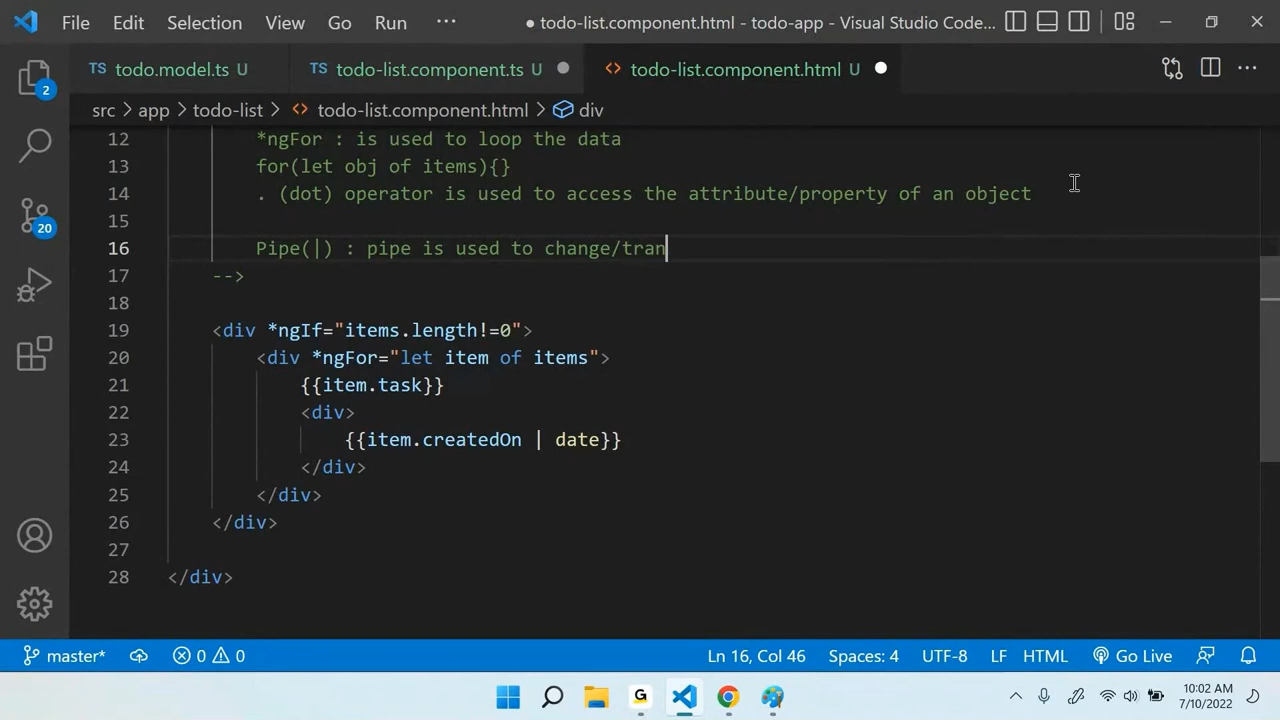 File Edit Selection View Go Run ··· ● todo-list.component.html - todo-app - Visual Studio Code...
TS todo.model.ts U TS todo-list.component.ts U ● <> todo-list.component.html U ● ···
src > app > todo-list > <> todo-list.component.html > div
12 *ngFor : is used to loop the data
13 for(let obj of items){}
14 . (dot) operator is used to access the attribute/property of an object
15
16 Pipe(|) : pipe is used to change/tran
17 -->
18
19 <div *ngIf="items.length!=0">
20 <div *ngFor="let item of items">
21 {{item.task}}
22 <div>
23 {{item.createdOn | date}}
24 </div>
25 </div>
26 </div>
27
28 </div>
2
20
master* 0 0 Ln 16, Col 46 Spaces: 4 UTF-8 LF HTML Go Live
G
10:02 AM
7/10/2022